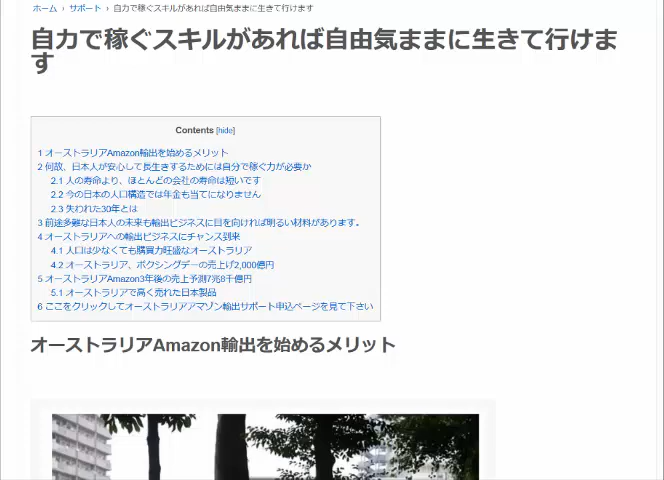 ホーム › サポート › 自力で稼ぐスキルがあれば自由気ままに生きて行けます
自力で稼ぐスキルがあれば自由気ままに生きて行けま
す
Contents [hide]
1 オーストラリアAmazon輸出を始めるメリット
2 何故、日本人が安心して長生きするためには自分で稼ぐ力が必要か
2.1 人の寿命より、ほとんどの会社の寿命は短いです
2.2 今の日本の人口構造では年金も当てになりません
2.3 失われた30年とは
3 前途多難な日本人の未来も輸出ビジネスに目を向ければ明るい材料があります。
4 オーストラリアへの輸出ビジネスにチャンス到来
4.1 人口は少なくても購買力旺盛なオーストラリア
4.2 オーストラリア、ボクシングデーの売上げ2,000億円
5 オーストラリアAmazon3年後の売上予測7兆8千億円
5.1 オーストラリアで高く売れた日本製品
6 ここをクリックしてオーストラリアアマゾン輸出サポート申込ページを見て下さい
オーストラリアAmazon輸出を始めるメリット